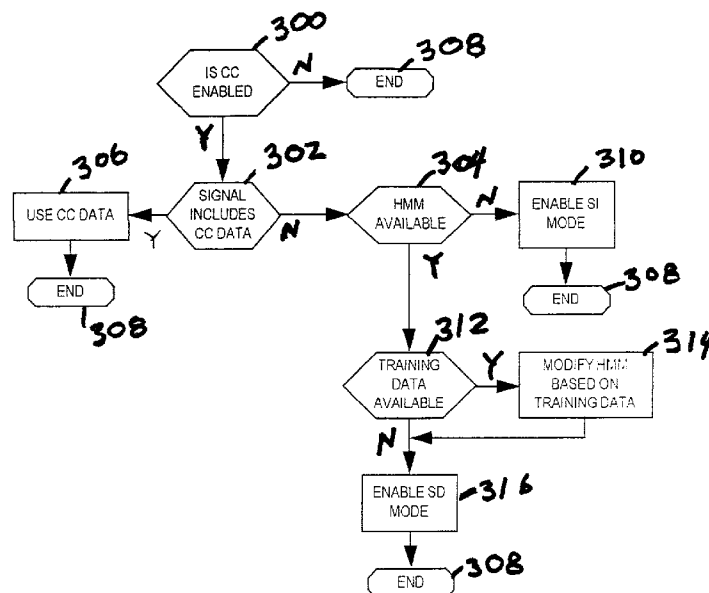 300
IS CC
ENABLED
N
308
END
Y
302
SIGNAL
INCLUDES
CC DATA
306
USE CC DATA
Y
END
308
N
304
HMM
AVAILABLE
N
310
ENABLE SI
MODE
END
308
Y
312
TRAINING
DATA
AVAILABLE
Y
314
MODIFY HMM
BASED ON
TRAINING DATA
N
ENABLE SD
MODE
316
END
308